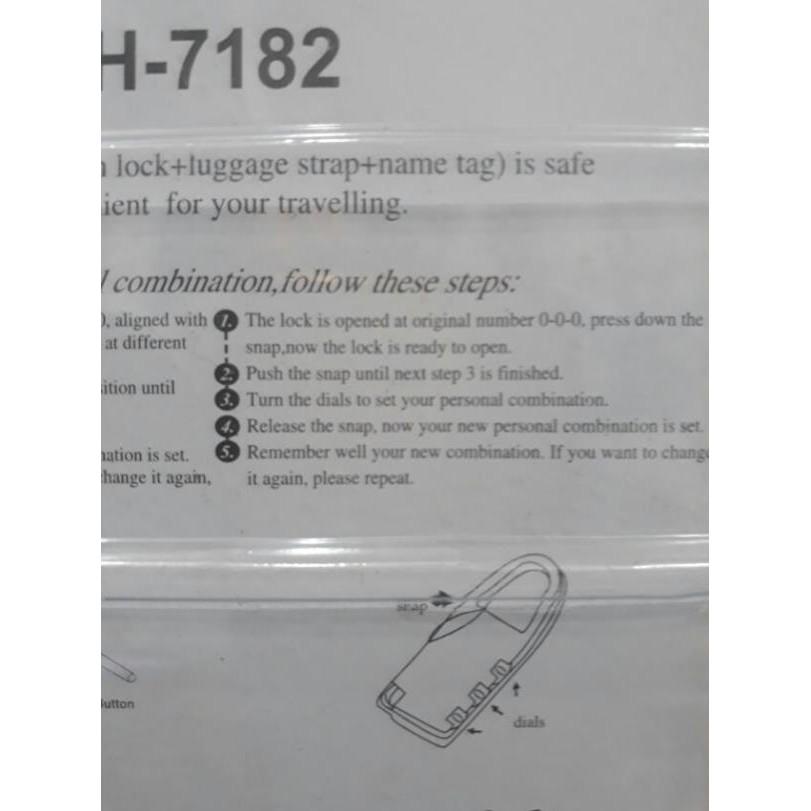 H-7182
n lock+luggage strap+name tag) is safe
ient for your travelling.
combination,follow these steps:
), aligned with
at different
ition until
nation is set.
hange it again,
1. The lock is opened at original number 0-0-0, press down the
snap,now the lock is ready to open.
2. Push the snap until next step 3 is finished.
3. Turn the dials to set your personal combination.
4. Release the snap, now your new personal combination is set.
5. Remember well your new combination. If you want to change
it again, please repeat.
snap
utton
dials